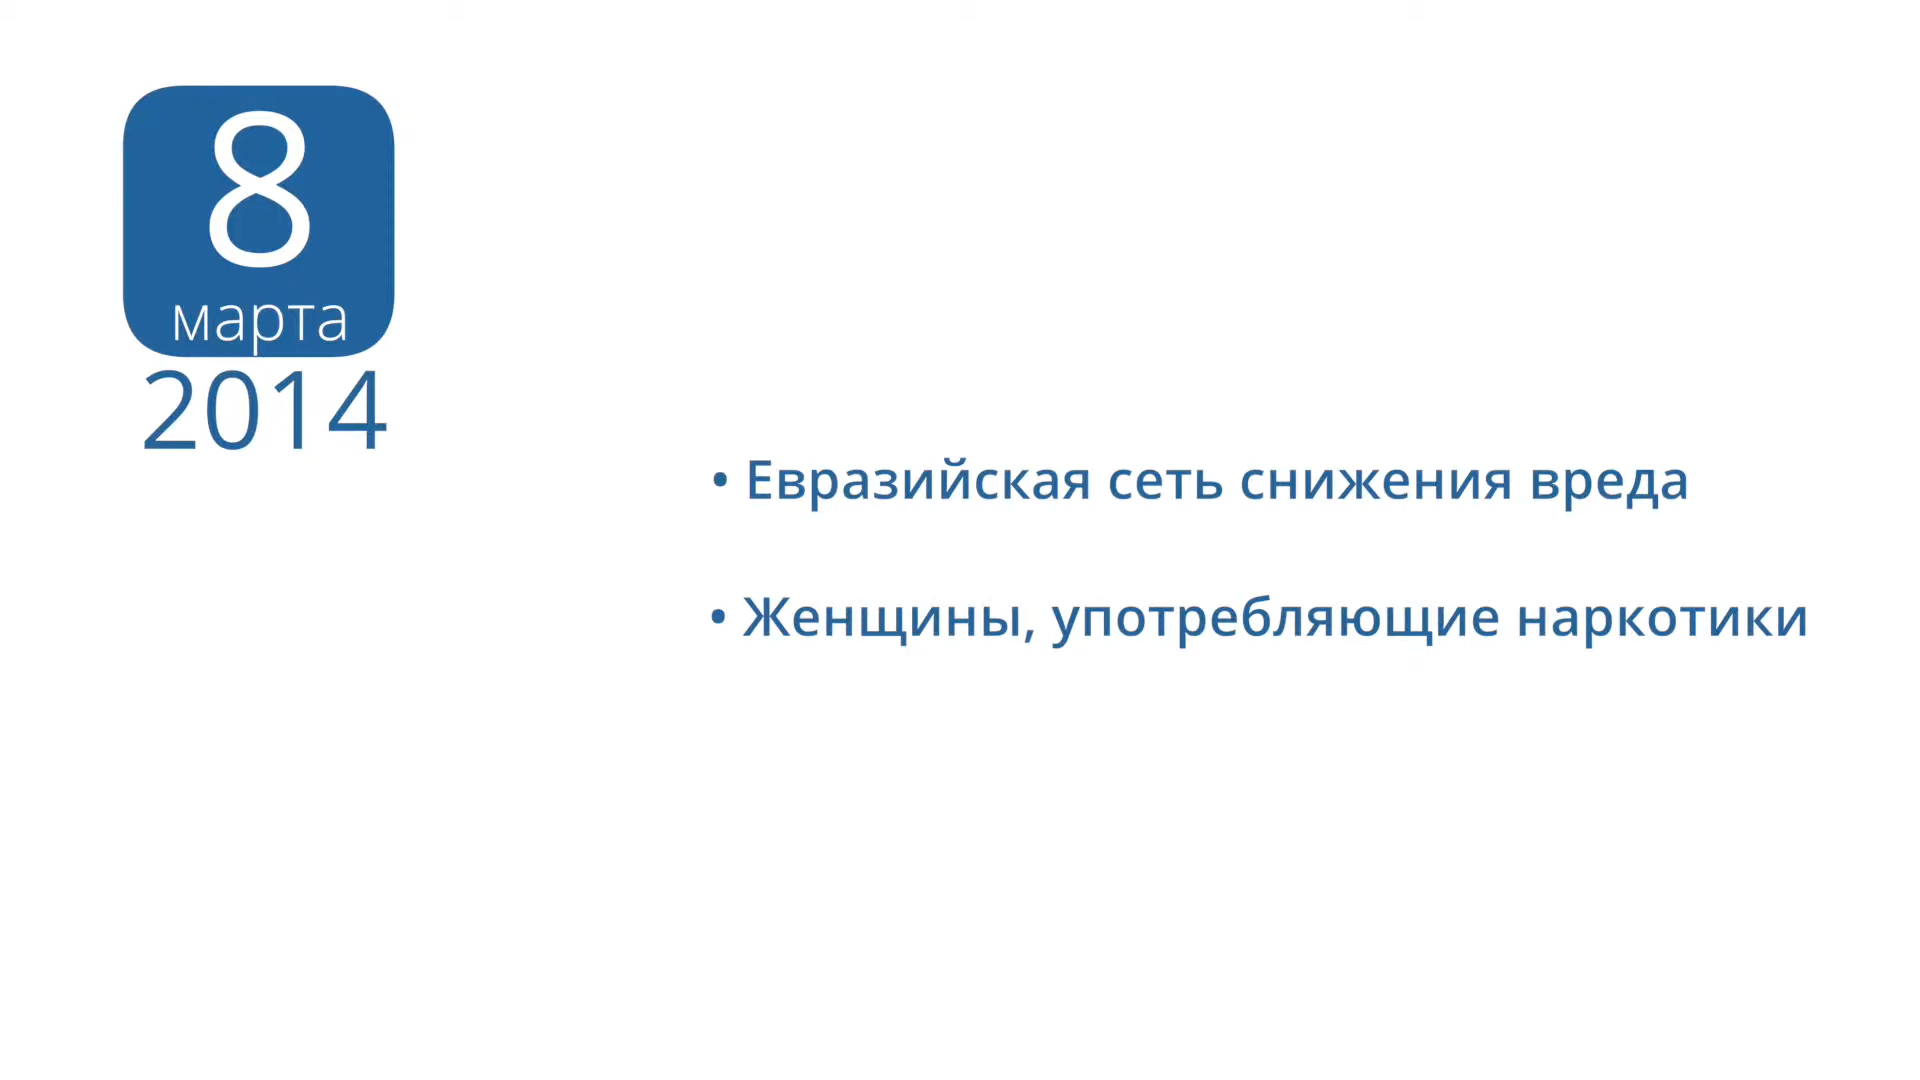 8
марта
2014
• Евразийская сеть снижения вреда
• Женщины, употребляющие наркотики